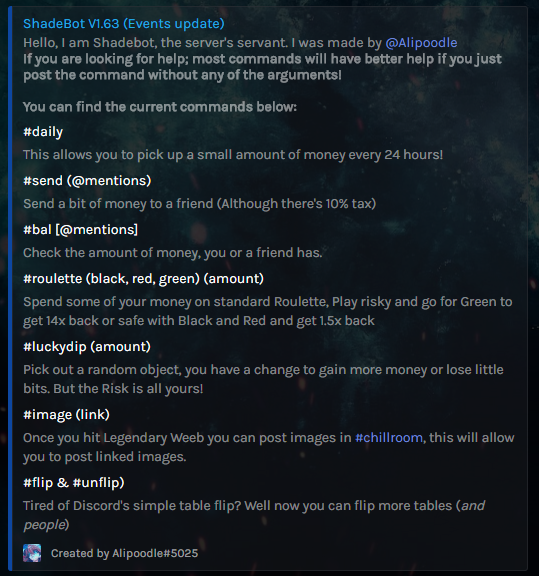 ShadeBot V1.63 (Events update)
Hello, I am Shadebot, the server's servant. I was made by @Alipoodle
If you are looking for help; most commands will have better help if you just
post the command without any of the arguments!
You can find the current commands below:
#daily
This allows you to pick up a small amount of money every 24 hours!
#send (@mentions)
Send a bit of money to a friend (Although there's 10% tax)
#bal [@mentions]
Check the amount of money, you or a friend has.
#roulette (black, red, green) (amount)
Spend some of your money on standard Roulette, Play risky and go for Green to
get 14x back or safe with Black and Red and get 1.5x back
#luckydip (amount)
Pick out a random object, you have a change to gain more money or lose little
bits. But the Risk is all yours!
#image (link)
Once you hit Legendary Weeb you can post images in #chillroom, this will allow
you to post linked images.
#flip & #unflip)
Tired of Discord's simple table flip? Well now you can flip more tables (and
people)
Created by Alipoodle#5025